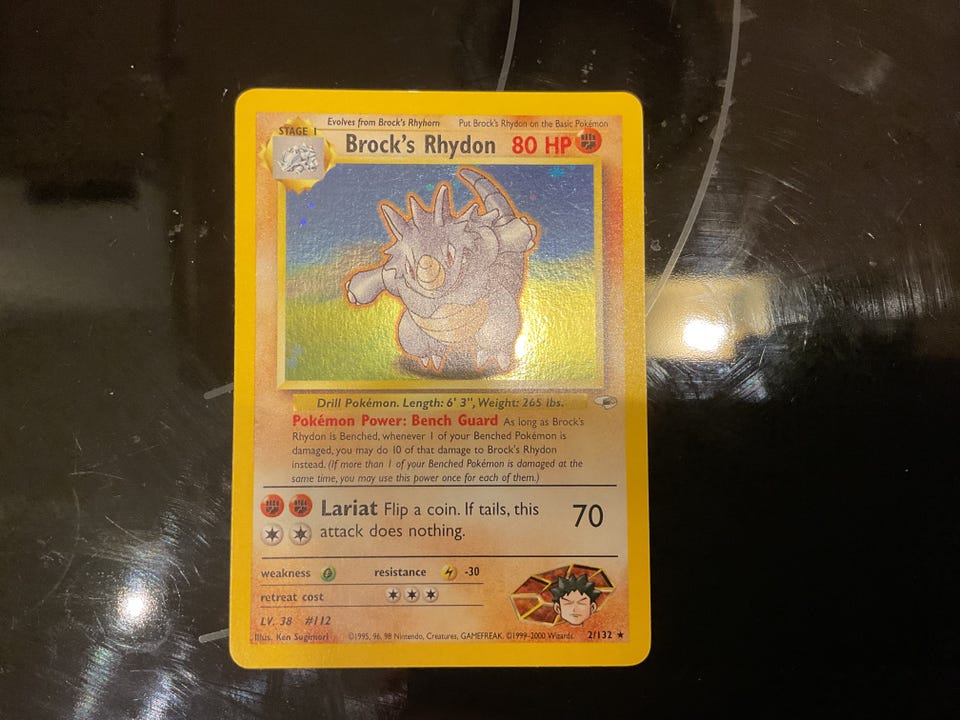 Evolves from Brock's Rhyhorn Put Brock's Rhydon on the Basic Pokémon
STAGE 1
Brock's Rhydon 80 HP
Drill Pokémon. Length: 6' 3", Weight: 265 lbs.
Pokémon Power: Bench Guard As long as Brock's
Rhydon is Benched, whenever 1 of your Benched Pokémon is
damaged, you may do 10 of that damage to Brock's Rhydon
instead. (If more than 1 of your Benched Pokémon is damaged at the
same time, you may use this power once for each of them.)
Lariat Flip a coin. If tails, this 70
attack does nothing.
weakness resistance -30
retreat cost
LV. 38 #112
Illus. Ken Sugimori ©1995, 96, 98 Nintendo, Creatures, GAMEFREAK. ©1999-2000 Wizards. 2/132 ★